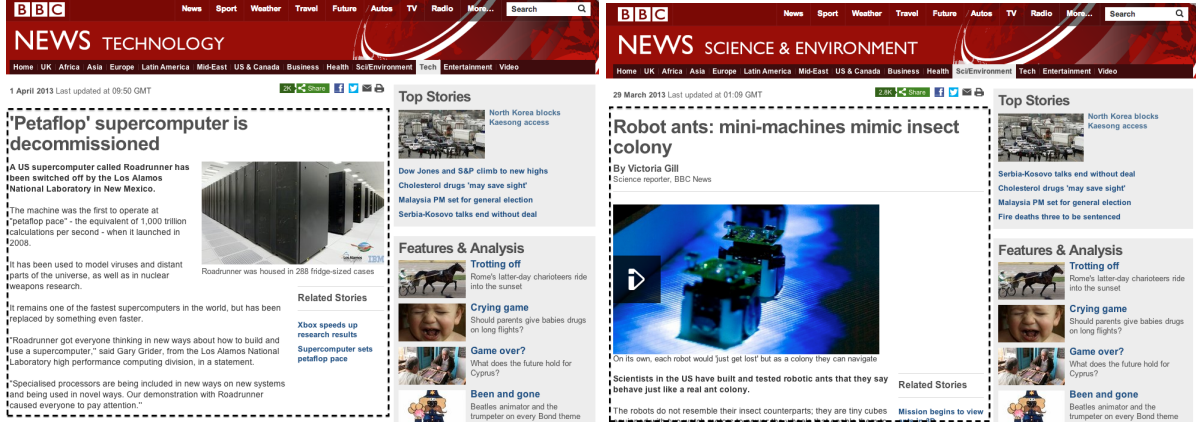 BBC
News Sport Weather Travel Future Autos TV Radio More... Search
NEWS TECHNOLOGY
Home UK Africa Asia Europe Latin America Mid-East US & Canada Business Health Sci/Environment Tech Entertainment Video
1 April 2013 Last updated at 09:50 GMT
2K Share
'Petaflop' supercomputer is
decommissioned
A US supercomputer called Roadrunner has
been switched off by the Los Alamos
National Laboratory in New Mexico.
The machine was the first to operate at
"petaflop pace" - the equivalent of 1,000 trillion
calculations per second - when it launched in
2008.
It has been used to model viruses and distant
parts of the universe, as well as in nuclear
weapons research.
Los Alamos
IBM
Roadrunner was housed in 288 fridge-sized cases
It remains one of the fastest supercomputers in the world, but has been
replaced by something even faster.
"Roadrunner got everyone thinking in new ways about how to build and
use a supercomputer," said Gary Grider, from the Los Alamos National
Laboratory high performance computing division, in a statement.
"Specialised processors are being included in new ways on new systems
and being used in novel ways. Our demonstration with Roadrunner
caused everyone to pay attention."
Related Stories
Xbox speeds up
research results
Supercomputer sets
petaflop pace
Top Stories
North Korea blocks
Kaesong access
Dow Jones and S&P climb to new highs
Cholesterol drugs 'may save sight'
Malaysia PM set for general election
Serbia-Kosovo talks end without deal
Features & Analysis
Trotting off
Rome's latter-day charioteers ride
into the sunset
Crying game
Should parents give babies drugs
on long flights?
Game over?
What does the future hold for
Cyprus?
Been and gone
Beatles animator and the
trumpeter on every Bond theme
BBC
News Sport Weather Travel Future Autos TV Radio More... Search
NEWS SCIENCE & ENVIRONMENT
Home UK Africa Asia Europe Latin America Mid-East US & Canada Business Health Sci/Environment Tech Entertainment Video
29 March 2013 Last updated at 01:09 GMT
2.8K Share
Robot ants: mini-machines mimic insect
colony
By Victoria Gill
Science reporter, BBC News
On its own, each robot would 'just get lost' but as a colony they can navigate
Scientists in the US have built and tested robotic ants that they say
behave just like a real ant colony.
The robots do not resemble their insect counterparts; they are tiny cubes
Related Stories
Mission begins to view
Top Stories
North Korea blocks
Kaesong access
Serbia-Kosovo talks end without deal
Cholesterol drugs 'may save sight'
Malaysia PM set for general election
Fire deaths three to be sentenced
Features & Analysis
Trotting off
Rome's latter-day charioteers ride
into the sunset
Crying game
Should parents give babies drugs
on long flights?
Game over?
What does the future hold for
Cyprus?
Been and gone
Beatles animator and the
trumpeter on every Bond theme